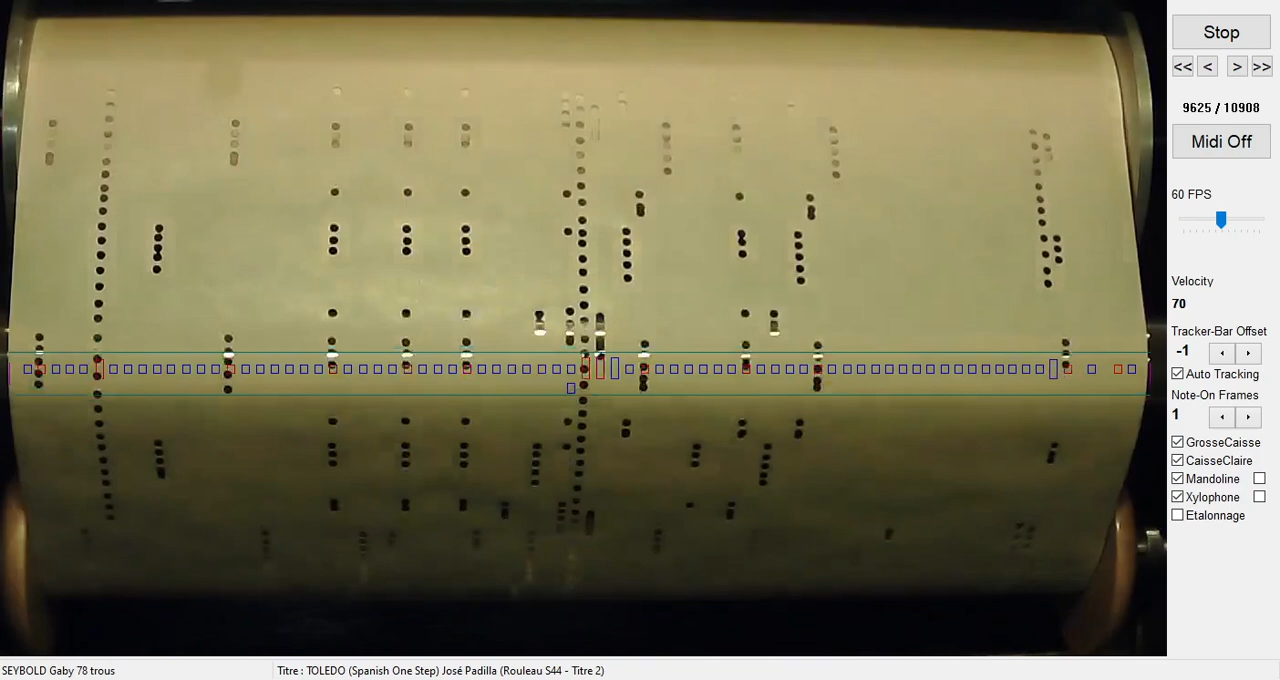 Stop
<< < > >>
9625 / 10908
Midi Off
60 FPS
Velocity
70
Tracker-Bar Offset
-1
Auto Tracking
Note-On Frames
1
GrosseCaisse
CaisseClaire
Mandoline
Xylophone
Etalonnage
SEYBOLD Gaby 78 trous Titre : TOLEDO (Spanish One Step) José Padilla (Rouleau S44 - Titre 2)